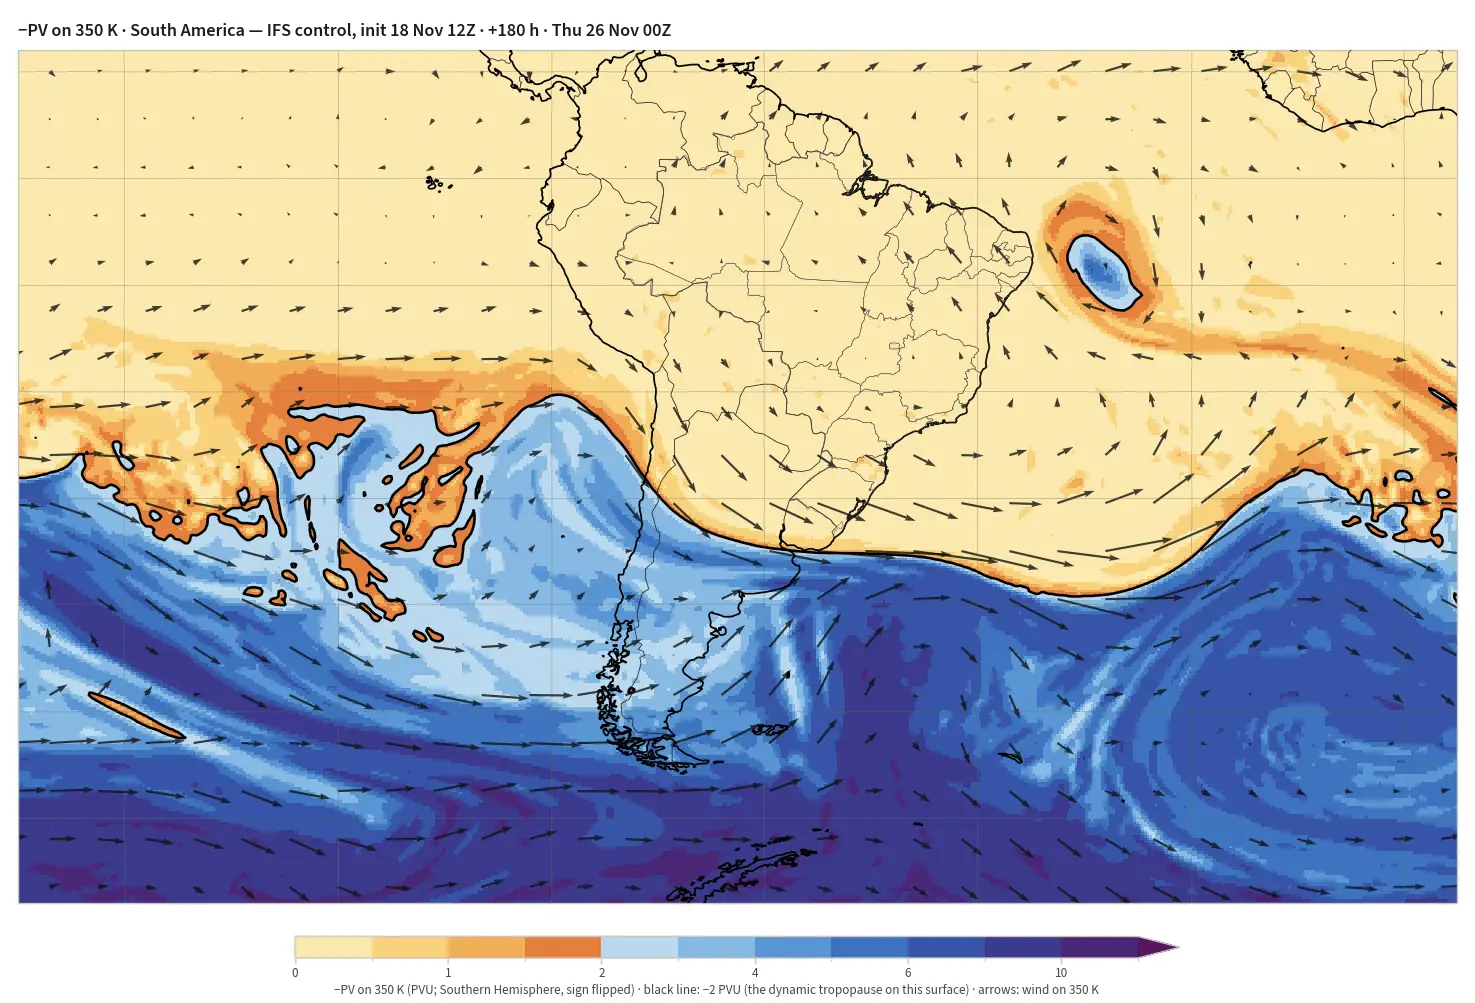 −PV on 350 K · South America — IFS control, init 18 Nov 12Z · +180 h · Thu 26 Nov 00Z
0 1 2 4 6 10
−PV on 350 K (PVU; Southern Hemisphere, sign flipped) · black line: −2 PVU (the dynamic tropopause on this surface) · arrows: wind on 350 K